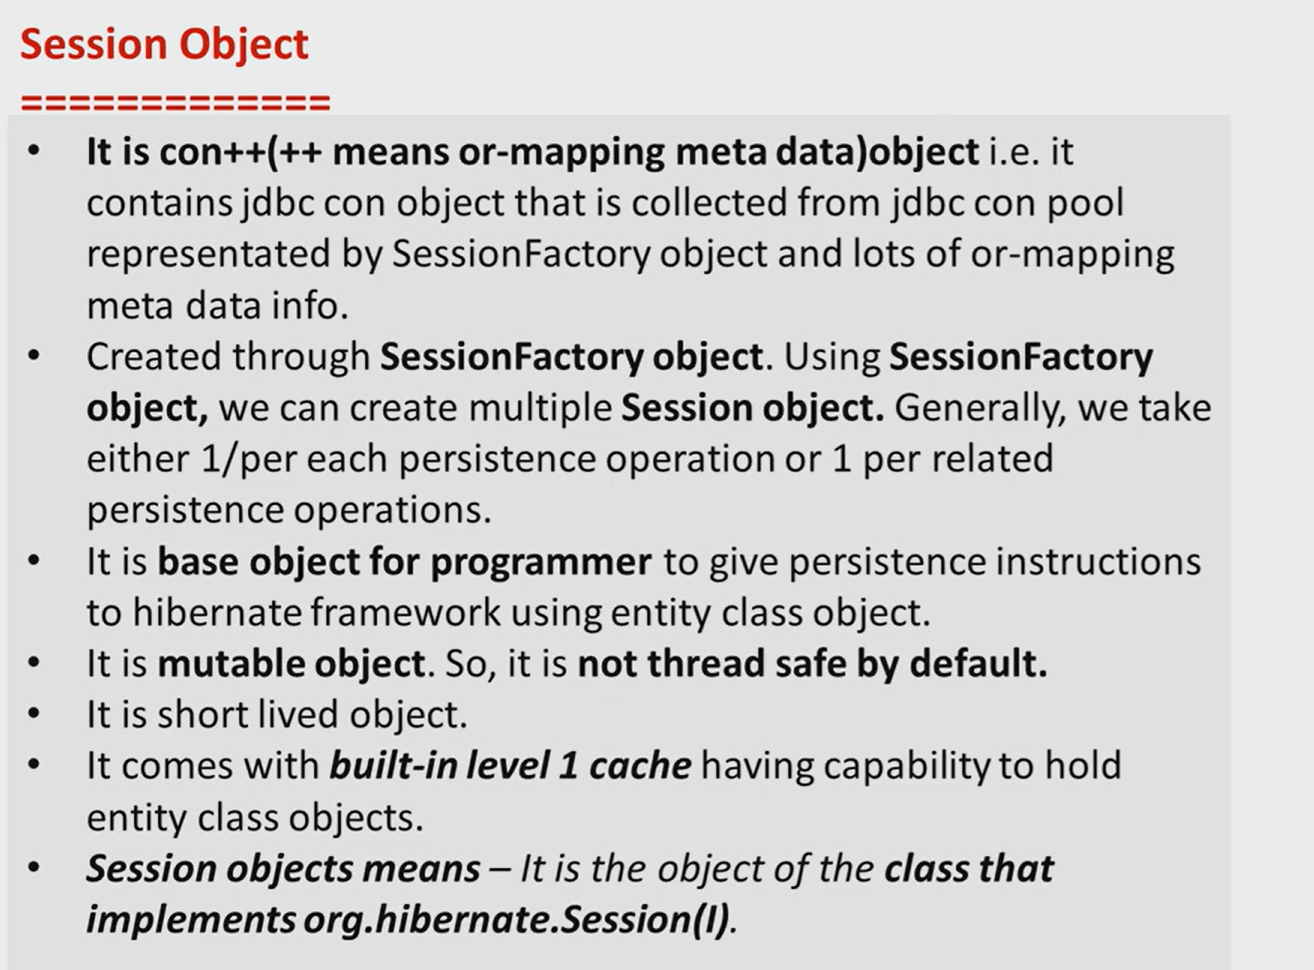 Session Object
=============
• It is con++(++ means or-mapping meta data)object i.e. it
contains jdbc con object that is collected from jdbc con pool
representated by SessionFactory object and lots of or-mapping
meta data info.
• Created through SessionFactory object. Using SessionFactory
object, we can create multiple Session object. Generally, we take
either 1/per each persistence operation or 1 per related
persistence operations.
• It is base object for programmer to give persistence instructions
to hibernate framework using entity class object.
• It is mutable object. So, it is not thread safe by default.
• It is short lived object.
• It comes with built-in level 1 cache having capability to hold
entity class objects.
• Session objects means – It is the object of the class that
implements org.hibernate.Session(I).